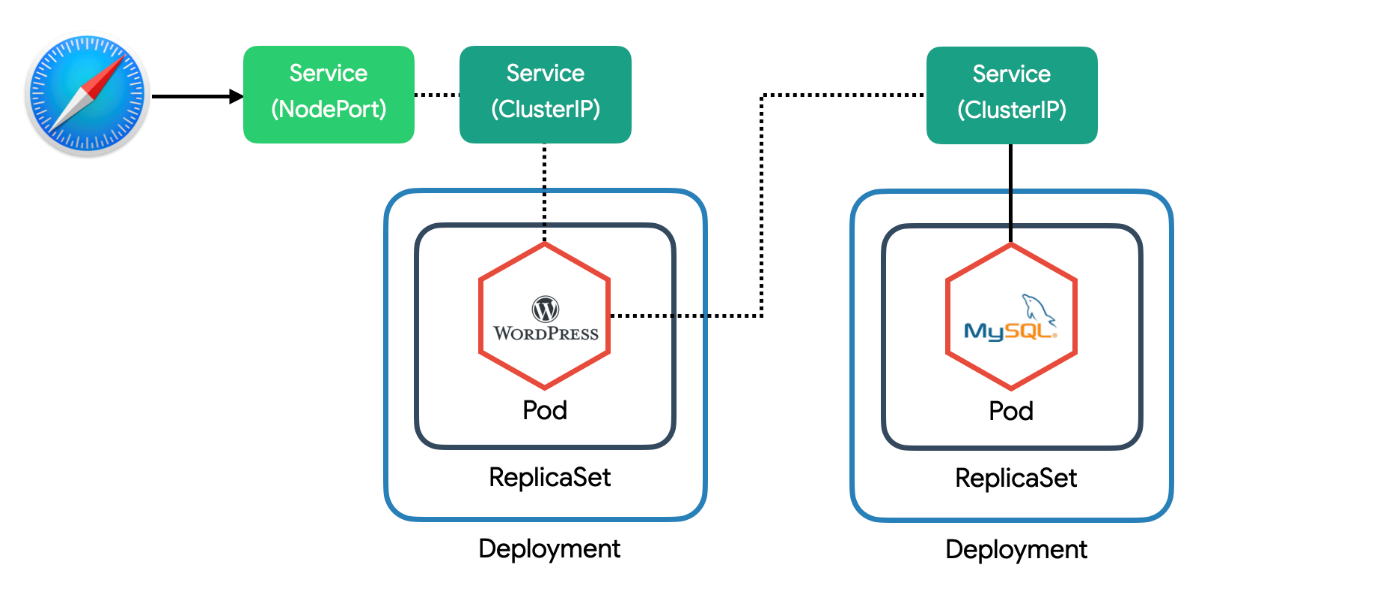 Service
(NodePort)
Service
(ClusterIP)
Service
(ClusterIP)
WORDPRESS
Pod
ReplicaSet
Deployment
MySQL®
Pod
ReplicaSet
Deployment